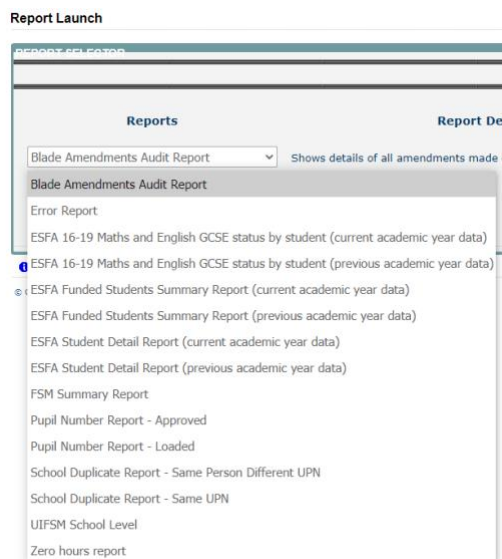 Report Launch
REPORT SELECTOR
Reports
Report De
Blade Amendments Audit Report
Shows details of all amendments made
Blade Amendments Audit Report
Error Report
ESFA 16-19 Maths and English GCSE status by student (current academic year data)
ESFA 16-19 Maths and English GCSE status by student (previous academic year data)
ESFA Funded Students Summary Report (current academic year data)
ESFA Funded Students Summary Report (previous academic year data)
ESFA Student Detail Report (current academic year data)
ESFA Student Detail Report (previous academic year data)
FSM Summary Report
Pupil Number Report - Approved
Pupil Number Report - Loaded
School Duplicate Report - Same Person Different UPN
School Duplicate Report - Same UPN
UIFSM School Level
Zero hours report